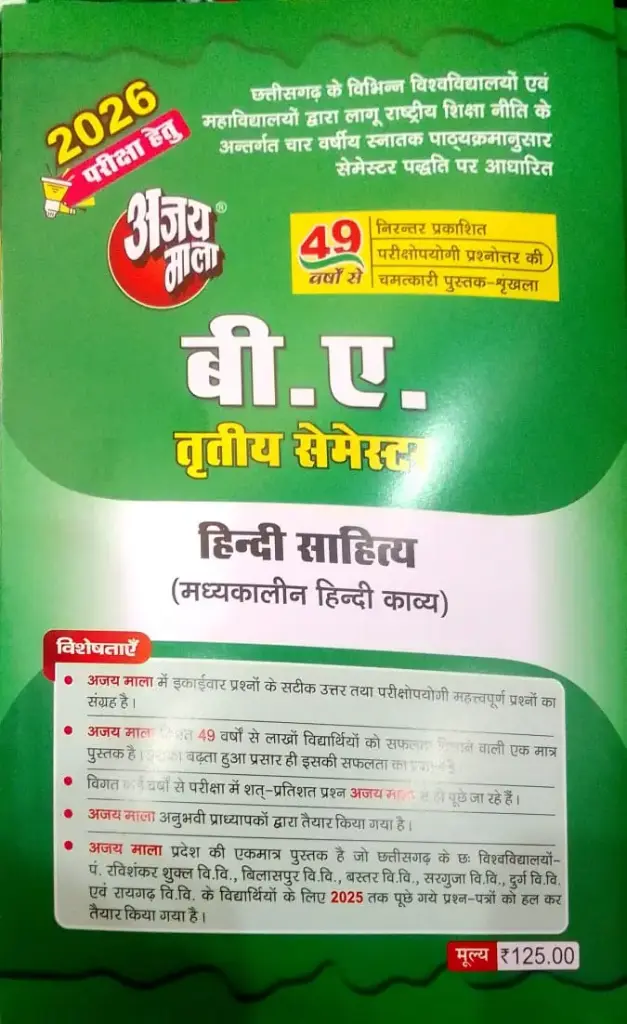 2026
परीक्षा हेतु
छत्तीसगढ़ के विभिन्न विश्वविद्यालयों एवं
महाविद्यालयों द्वारा लागू राष्ट्रीय शिक्षा नीति के
अन्तर्गत चार वर्षीय स्नातक पाठ्यक्रमानुसार
सेमेस्टर पद्धति पर आधारित
अजय®
माला
49
वर्षों से
निरन्तर प्रकाशित
परीक्षोपयोगी प्रश्नोत्तर की
चमत्कारी पुस्तक-श्रृंखला
बी.ए.
तृतीय सेमेस्टर
हिन्दी साहित्य
(मध्यकालीन हिन्दी काव्य)
विशेषताएँ
• अजय माला में इकाईवार प्रश्नों के सटीक उत्तर तथा परीक्षोपयोगी महत्त्वपूर्ण प्रश्नों का
संग्रह है।
• अजय माला 49 वर्षों से लाखों विद्यार्थियों को सफलता वाली एक मात्र
पुस्तक है। बढ़ता हुआ प्रसार ही इसकी सफलता का
• विगत वर्षों से परीक्षा में शत्-प्रतिशत प्रश्न अजय माला से ही पूछे जा रहे हैं।
• अजय माला अनुभवी प्राध्यापकों द्वारा तैयार किया गया है।
• अजय माला प्रदेश की एकमात्र पुस्तक है जो छत्तीसगढ़ के छः विश्वविद्यालयों-
पं. रविशंकर शुक्ल वि.वि., बिलासपुर वि.वि., बस्तर वि.वि., सरगुजा वि.वि., दुर्ग वि.वि.
एवं रायगढ़ वि.वि. के विद्यार्थियों के लिए 2025 तक पूछे गये प्रश्न-पत्रों को हल कर
तैयार किया गया है।
मूल्य ₹125.00